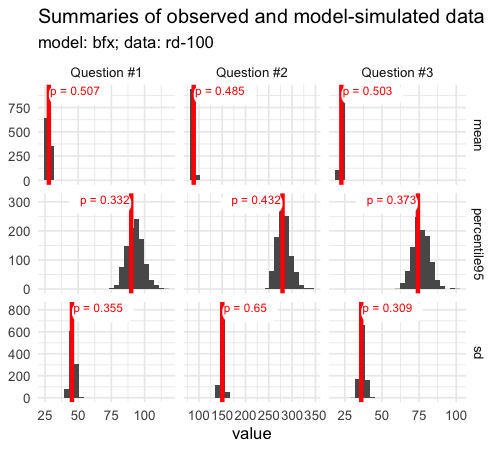 Summaries of observed and model-simulated data
model: bfx; data: rd-100
Question #1 Question #2 Question #3
p = 0.507 p = 0.485 p = 0.503
750
500
250
0
mean
p = 0.332 p = 0.432 p = 0.373
300
200
100
0
percentile95
p = 0.355 p = 0.65 p = 0.309
800
600
400
200
0
sd
25 50 75 100 100 150 200 250 300 350 25 50 75 100
value